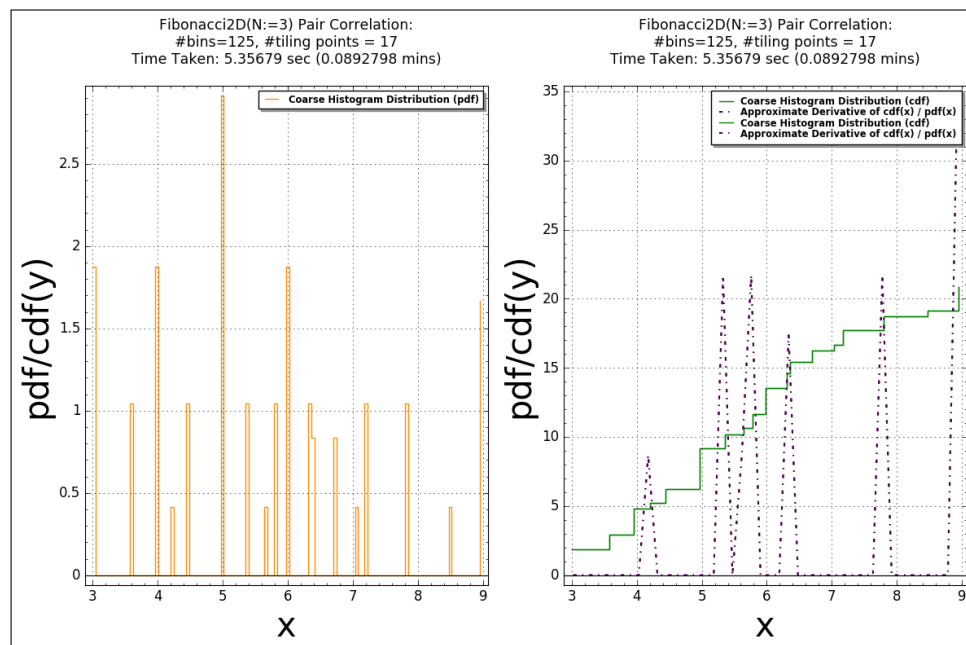 Fibonacci2D(N:=3) Pair Correlation:
#bins=125, #tiling points = 17
Time Taken: 5.35679 sec (0.0892798 mins)
Coarse Histogram Distribution (pdf)
pdf/cdf(y)
2.5
2
1.5
1
0.5
0
3 4 5 6 7 8 9
x
Fibonacci2D(N:=3) Pair Correlation:
#bins=125, #tiling points = 17
Time Taken: 5.35679 sec (0.0892798 mins)
Coarse Histogram Distribution (cdf)
Approximate Derivative of cdf(x) / pdf(x)
Coarse Histogram Distribution (cdf)
Approximate Derivative of cdf(x) / pdf(x)
pdf/cdf(y)
35
30
25
20
15
10
5
0
3 4 5 6 7 8 9
x